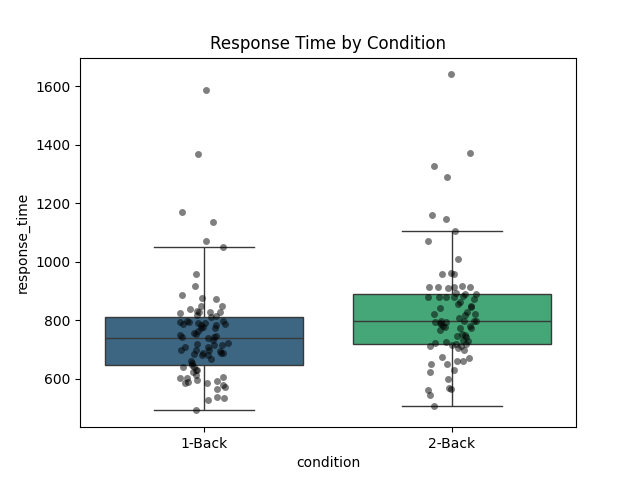 Response Time by Condition
1600
1400
1200
1000
800
600
response_time
1-Back
2-Back
condition